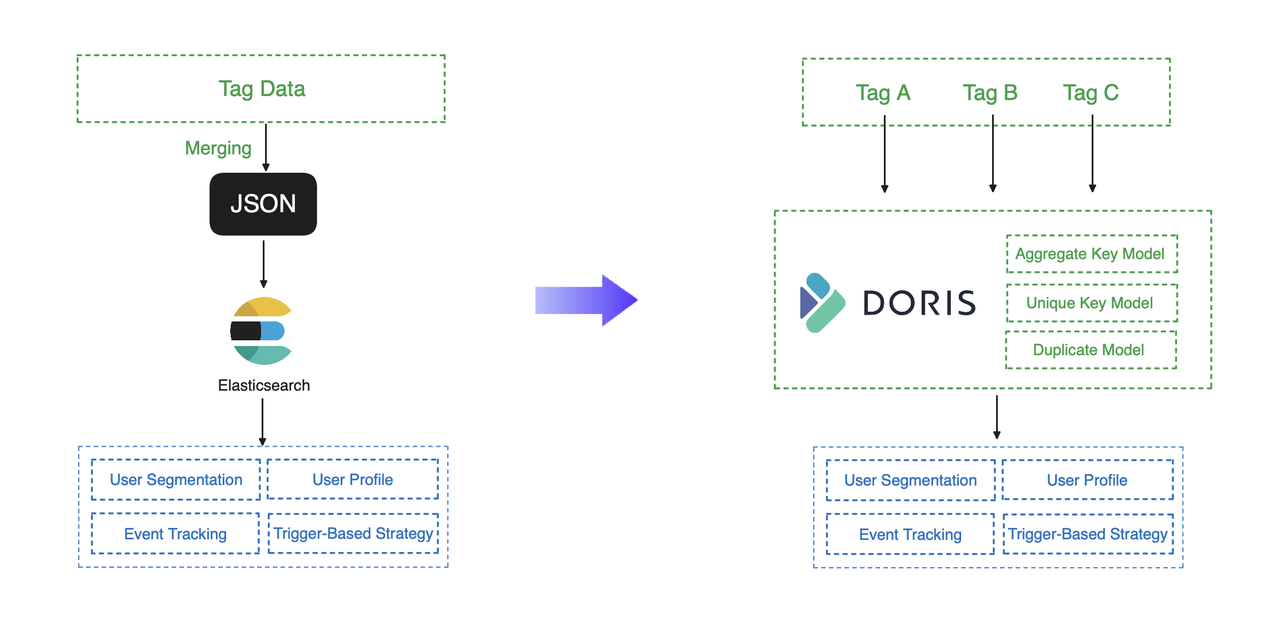 Tag Data
Merging
JSON
Elasticsearch
User Segmentation
User Profile
Event Tracking
Trigger-Based Strategy
Tag A
Tag B
Tag C
DORIS
Aggregate Key Model
Unique Key Model
Duplicate Model
User Segmentation
User Profile
Event Tracking
Trigger-Based Strategy